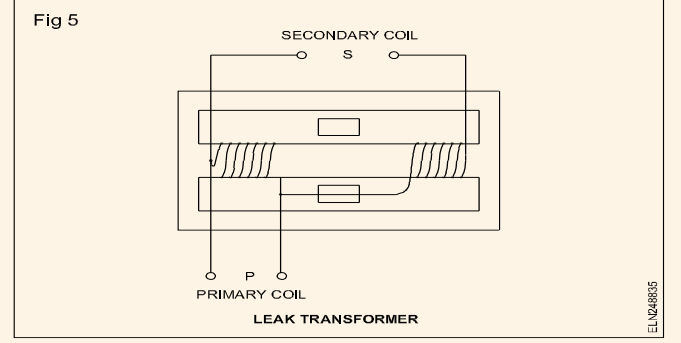 Fig 5
SECONDARY COIL
S
P
PRIMARY COIL
LEAK TRANSFORMER
ELN248835